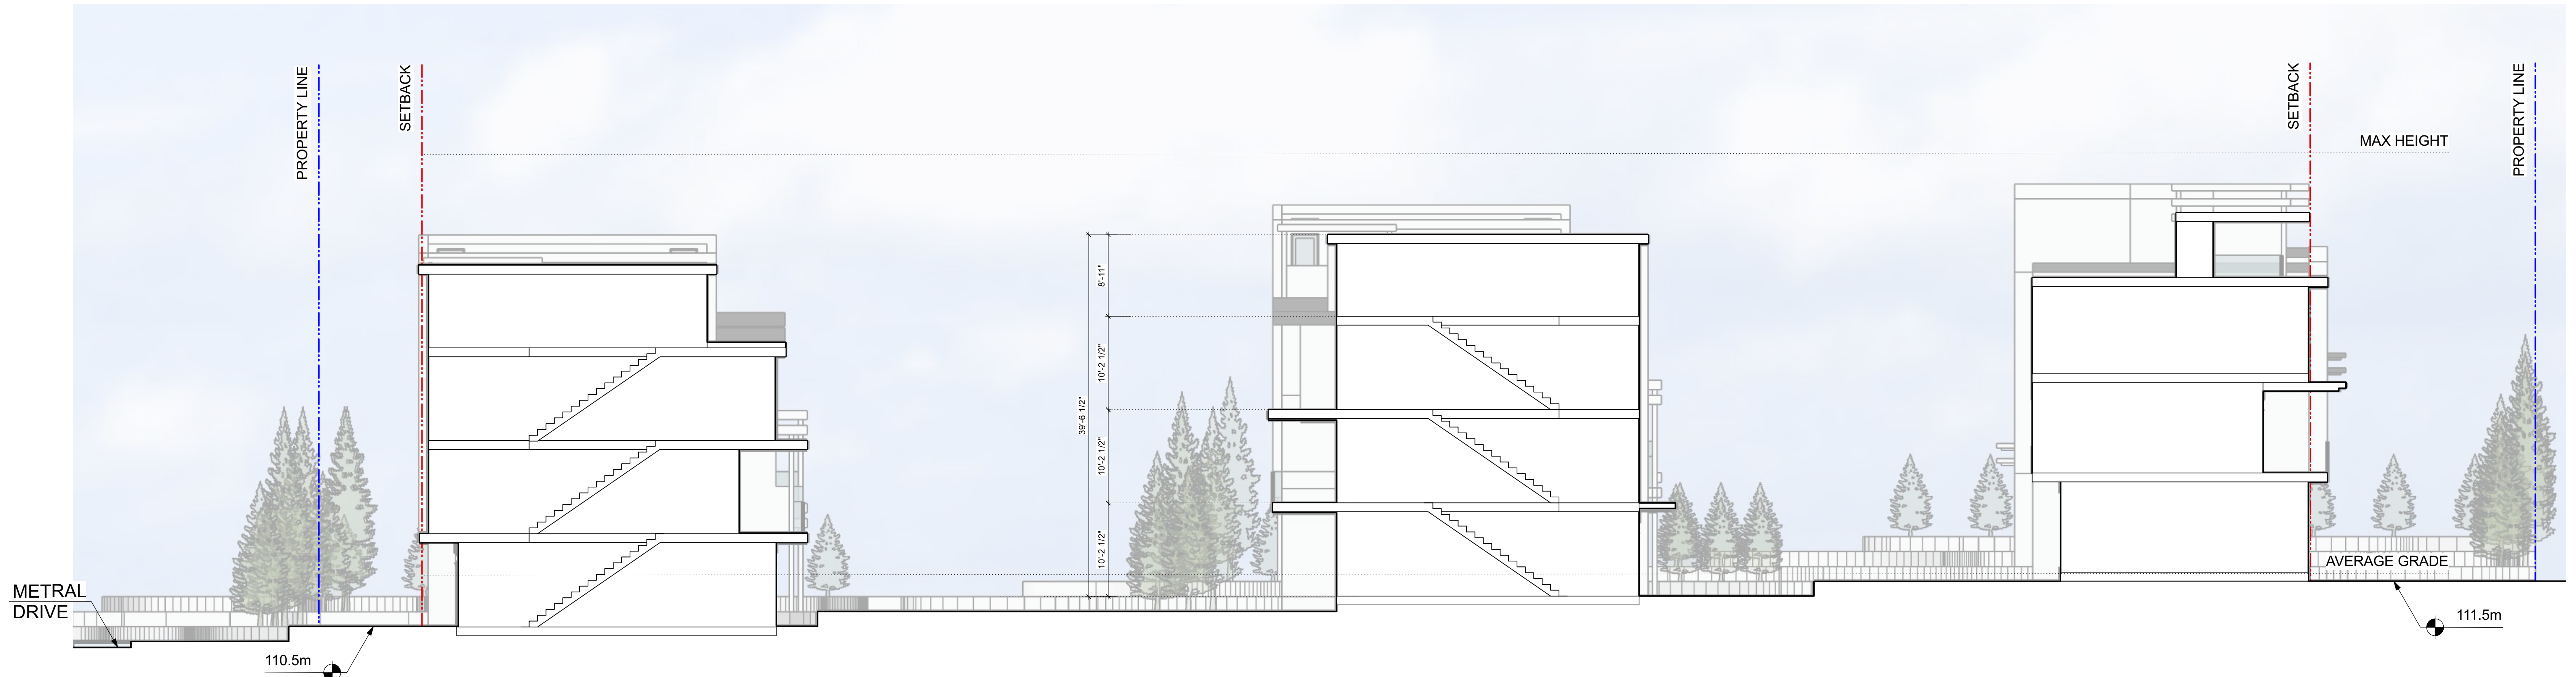 PROPERTY LINE
SETBACK
SETBACK
PROPERTY LINE
MAX HEIGHT
8'-11"
10'-2 1/2"
39'-6 1/2"
10'-2 1/2"
10'-2 1/2"
AVERAGE GRADE
METRAL
DRIVE
111.5m
110.5m